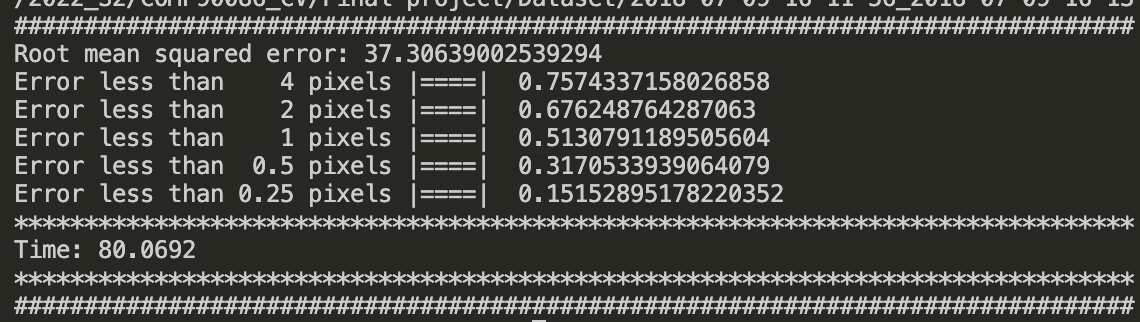 /2022_S2/COMP90086_CV/Final project/Dataset/2018-07-09-16-11-56_2018-07-09-16-
################################################################################
Root mean squared error: 37.30639002539294
Error less than    4 pixels |====|  0.7574337158026858
Error less than    2 pixels |====|  0.676248764287063
Error less than    1 pixels |====|  0.5130791189505604
Error less than  0.5 pixels |====|  0.3170533939064079
Error less than 0.25 pixels |====|  0.15152895178220352
********************************************************************************
Time: 80.0692
********************************************************************************
################################################################################